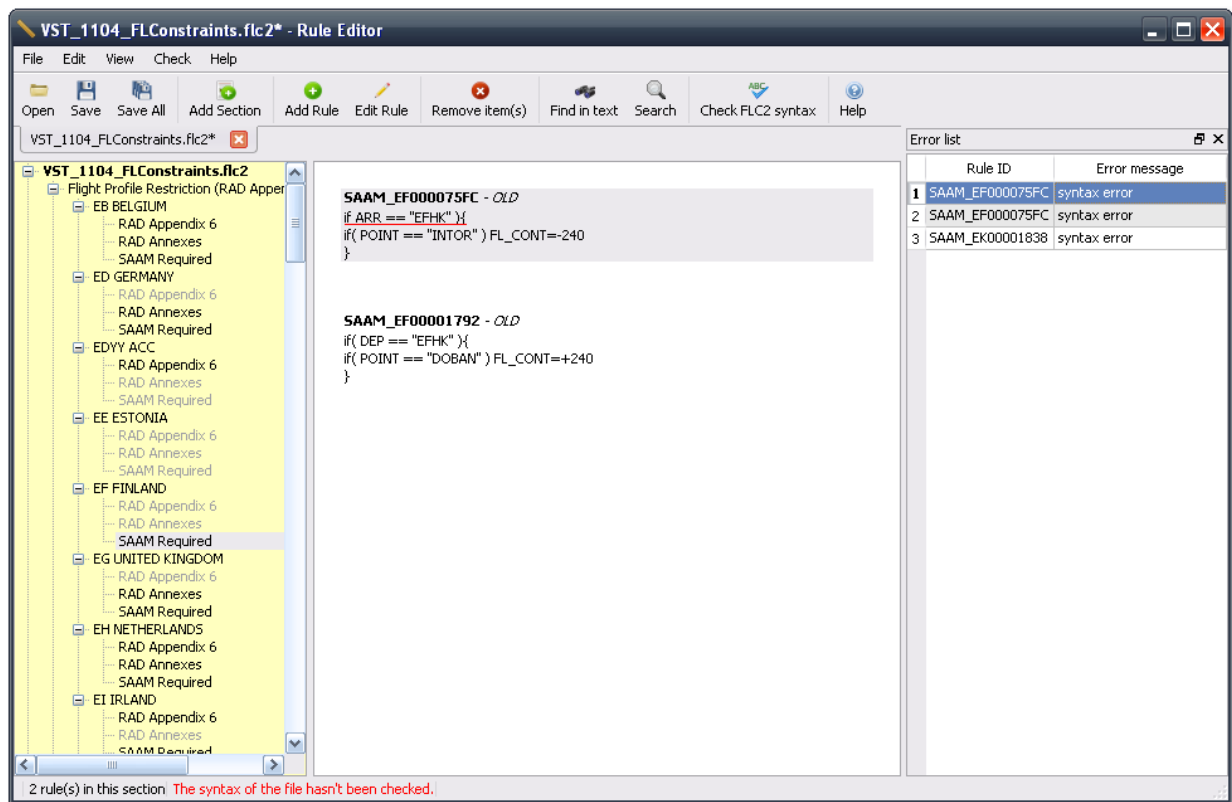 VST_1104_FLConstraints.flc2* - Rule Editor
File Edit View Check Help
Open Save Save All Add Section Add Rule Edit Rule Remove item(s) Find in text Search Check FLC2 syntax Help
VST_1104_FLConstraints.flc2*
VST_1104_FLConstraints.flc2
Flight Profile Restriction (RAD Apper
EB BELGIUM
RAD Appendix 6
RAD Annexes
SAAM Required
ED GERMANY
RAD Appendix 6
RAD Annexes
SAAM Required
EDYY ACC
RAD Appendix 6
RAD Annexes
SAAM Required
EE ESTONIA
RAD Appendix 6
RAD Annexes
SAAM Required
EF FINLAND
RAD Appendix 6
RAD Annexes
SAAM Required
EG UNITED KINGDOM
RAD Appendix 6
RAD Annexes
SAAM Required
EH NETHERLANDS
RAD Appendix 6
RAD Annexes
SAAM Required
EI IRLAND
RAD Appendix 6
RAD Annexes
SAAM Required
SAAM_EF000075FC - OLD
if ARR == "EFHK" ){
if( POINT == "INTOR" ) FL_CONT=-240
}
SAAM_EF00001792 - OLD
if( DEP == "EFHK" ){
if( POINT == "DOBAN" ) FL_CONT=+240
}
Error list
Rule ID Error message
1 SAAM_EF000075FC syntax error
2 SAAM_EF000075FC syntax error
3 SAAM_EK00001838 syntax error
2 rule(s) in this section The syntax of the file hasn't been checked.